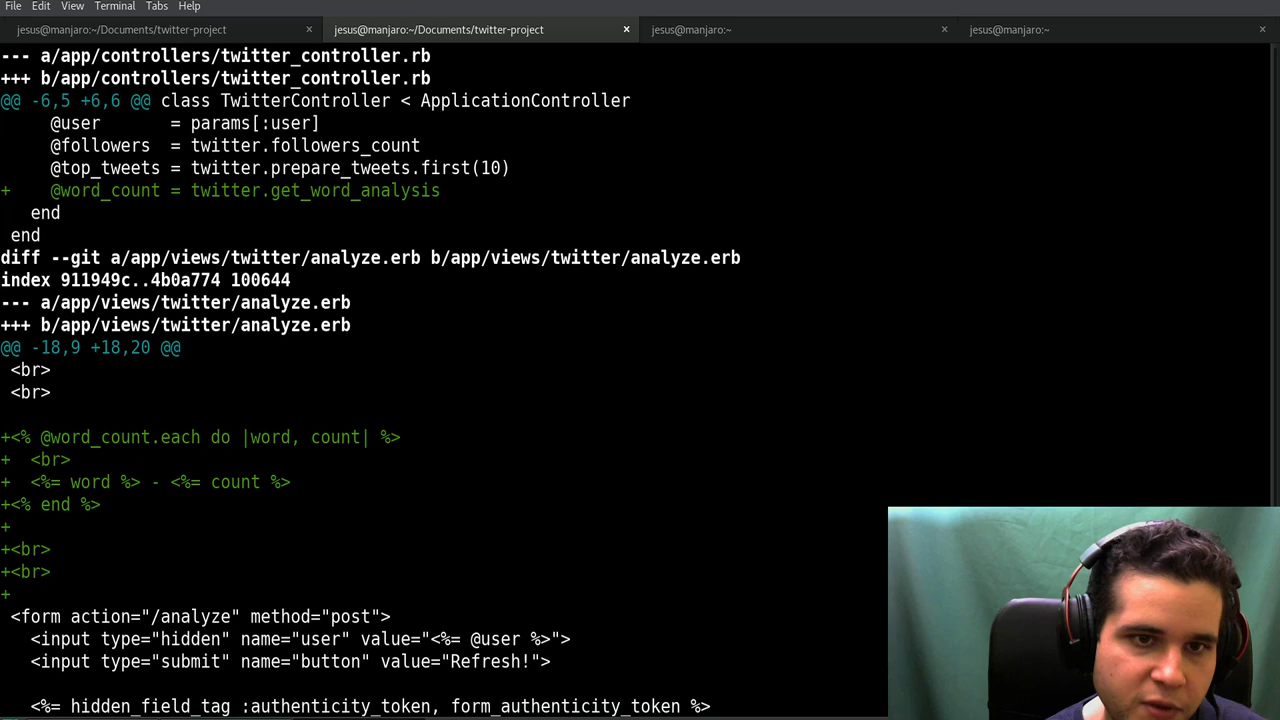 File Edit View Terminal Tabs Help
jesus@manjaro:~/Documents/twitter-project × jesus@manjaro:~/Documents/twitter-project × jesus@manjaro:~ × jesus@manjaro:~ ×
--- a/app/controllers/twitter_controller.rb
+++ b/app/controllers/twitter_controller.rb
@@ -6,5 +6,6 @@ class TwitterController < ApplicationController
     @user       = params[:user]
     @followers  = twitter.followers_count
     @top_tweets = twitter.prepare_tweets.first(10)
+    @word_count = twitter.get_word_analysis
   end
 end
diff --git a/app/views/twitter/analyze.erb b/app/views/twitter/analyze.erb
index 911949c..4b0a774 100644
--- a/app/views/twitter/analyze.erb
+++ b/app/views/twitter/analyze.erb
@@ -18,9 +18,20 @@
 <br>
 <br>
+<% @word_count.each do |word, count| %>
+  <br>
+  <%= word %> - <%= count %>
+<% end %>
+
+<br>
+<br>
+
 <form action="/analyze" method="post">
   <input type="hidden" name="user" value="<%= @user %>">
   <input type="submit" name="button" value="Refresh!">
   <%= hidden_field_tag :authenticity_token, form_authenticity_token %>